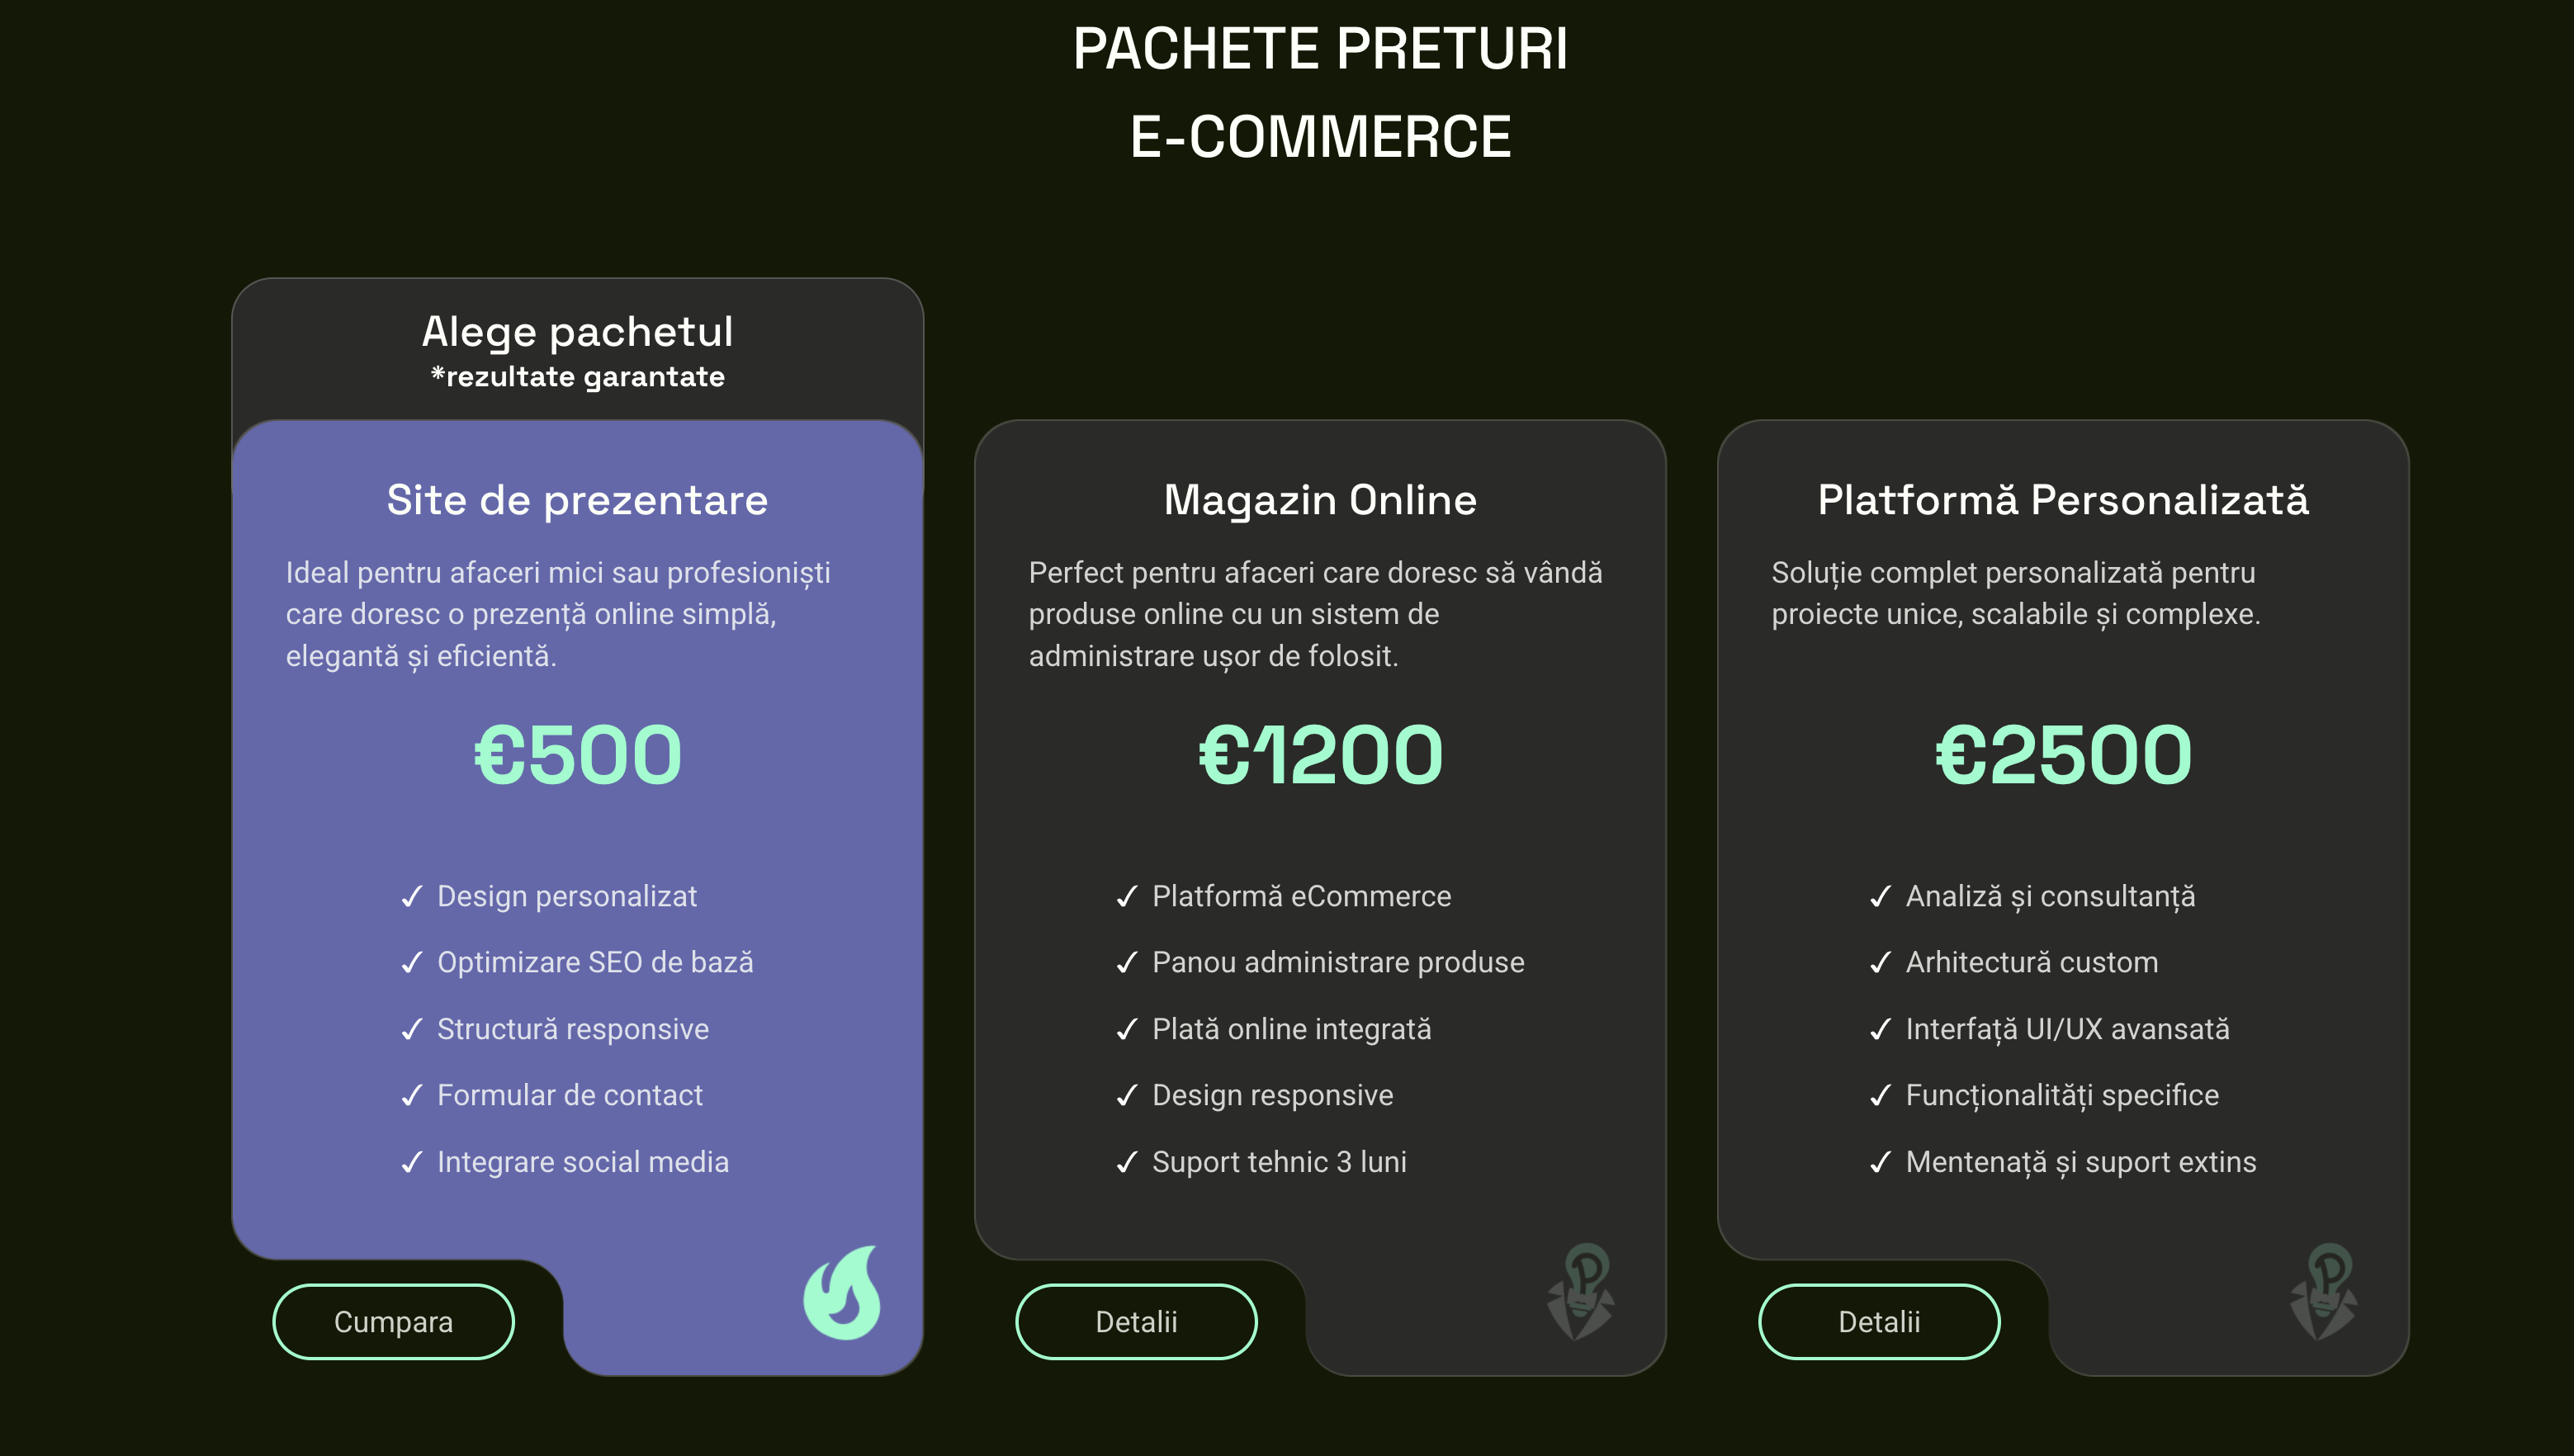 PACHETE PRETURI
E-COMMERCE
Alege pachetul
*rezultate garantate
Site de prezentare
Ideal pentru afaceri mici sau profesioniști
care doresc o prezență online simplă,
elegantă și eficientă.
€500
✓ Design personalizat
✓ Optimizare SEO de bază
✓ Structură responsive
✓ Formular de contact
✓ Integrare social media
Cumpara
Magazin Online
Perfect pentru afaceri care doresc să vândă
produse online cu un sistem de
administrare ușor de folosit.
€1200
✓ Platformă eCommerce
✓ Panou administrare produse
✓ Plată online integrată
✓ Design responsive
✓ Suport tehnic 3 luni
Detalii
Platformă Personalizată
Soluție complet personalizată pentru
proiecte unice, scalabile și complexe.
€2500
✓ Analiză și consultanță
✓ Arhitectură custom
✓ Interfață UI/UX avansată
✓ Funcționalități specifice
✓ Mentenață și suport extins
Detalii